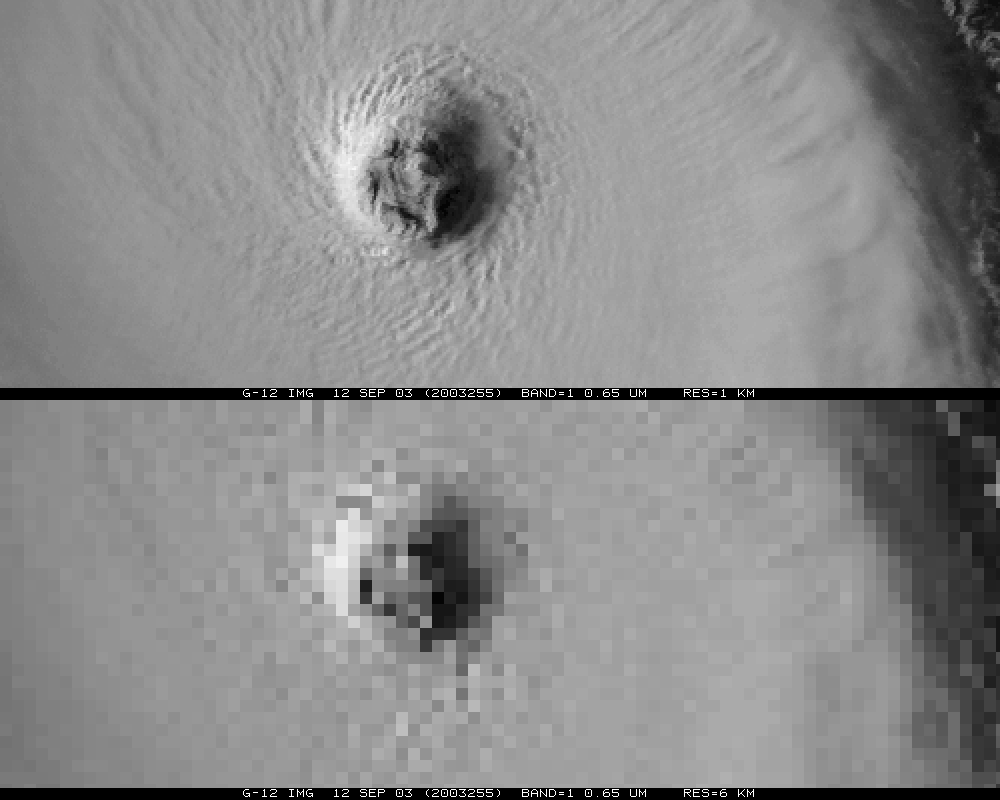 G-12 IMG  12 SEP 03 (2003255)  BAND=1 0.65 UM    RES=1 KM
G-12 IMG  12 SEP 03 (2003255)  BAND=1 0.65 UM    RES=6 KM